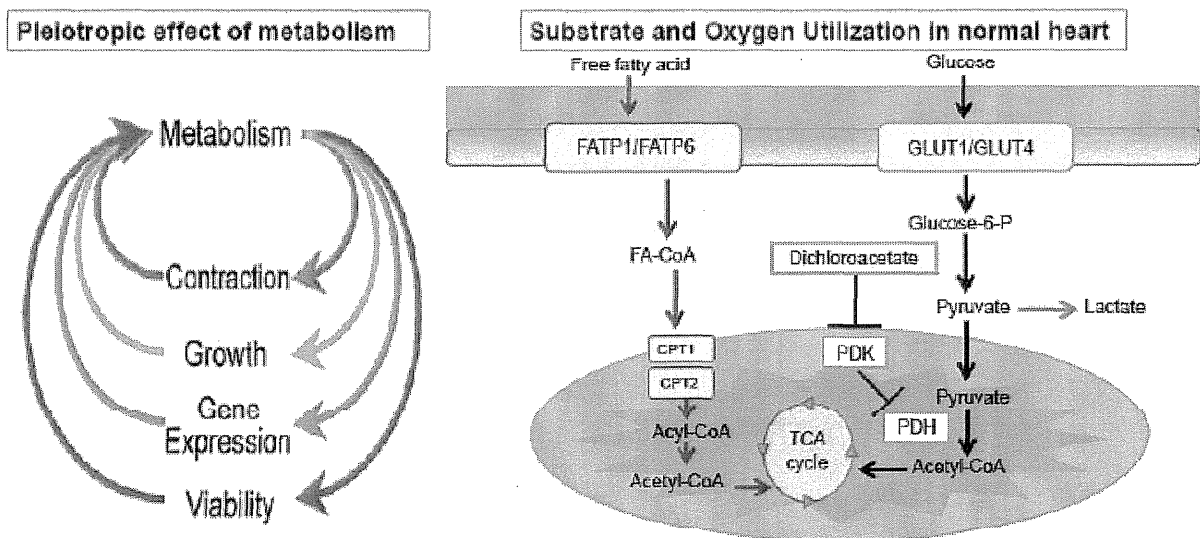 Pleiotropic effect of metabolism
Metabolism
Contraction
Growth
Gene
Expression
Viability
Substrate and Oxygen Utilization in normal heart
Free fatty acid
Glucose
FATP1/FATP6
GLUT1/GLUT4
Glucose-6-P
FA-CoA
Dichloroacetate
Pyruvate
Lactate
CPT1
PDK
CPT2
Pyruvate
PDH
Acyl-CoA
TCA
cycle
Acetyl-CoA
Acetyl-CoA